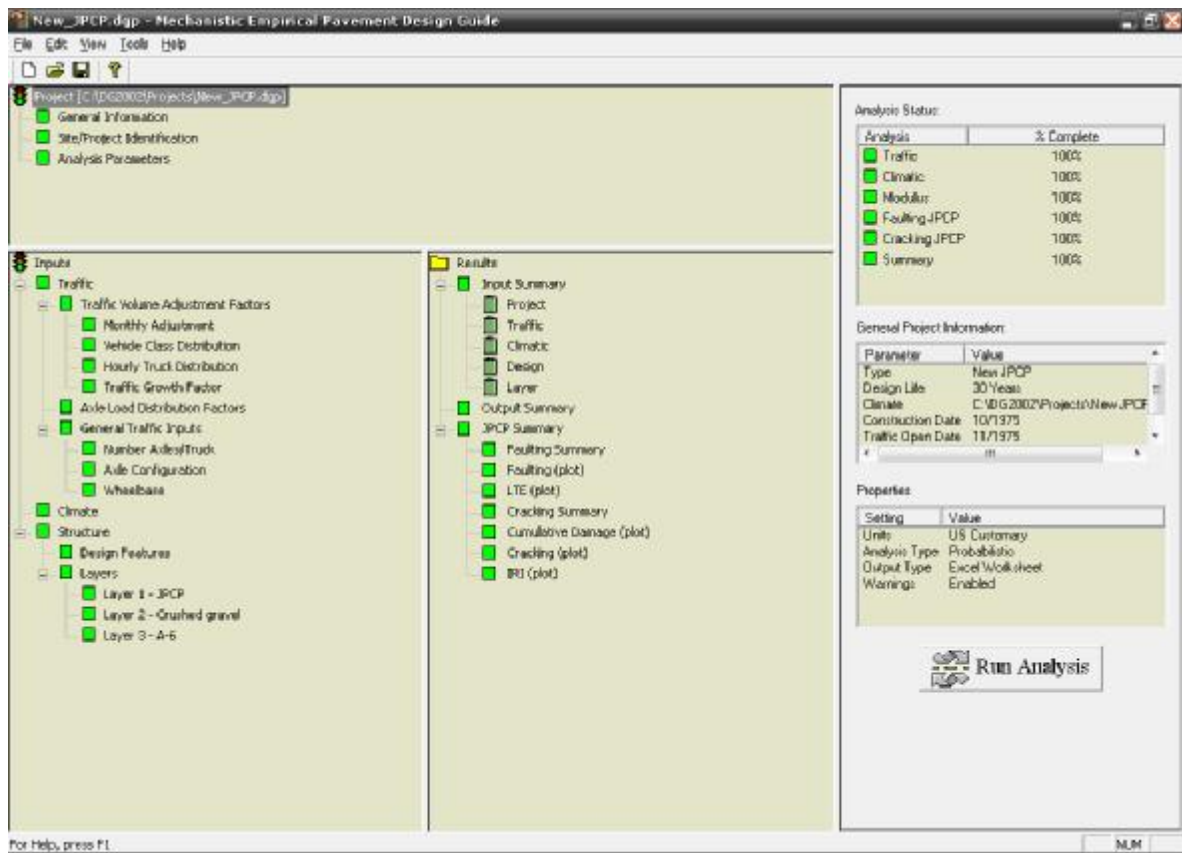 New_JPCP.dgp - Mechanistic Empirical Pavement Design Guide
File Edit View Tools Help
Project [C:\DG2002\Projects\New_JPCP.dgp]
General Information
Site/Project Identification
Analysis Parameters
Inputs
Traffic
Traffic Volume Adjustment Factors
Monthly Adjustment
Vehicle Class Distribution
Hourly Truck Distribution
Traffic Growth Factor
Axle Load Distribution Factors
General Traffic Inputs
Number Axles/Truck
Axle Configuration
Wheelbase
Climate
Structure
Design Features
Layers
Layer 1 - JPCP
Layer 2 - Crushed gravel
Layer 3 - A-6
Results
Input Summary
Project
Traffic
Climatic
Design
Layer
Output Summary
JPCP Summary
Faulting Summary
Faulting (plot)
LTE (plot)
Cracking Summary
Cumulative Damage (plot)
Cracking (plot)
IRI (plot)
Analysis Status:
Analysis % Complete
Traffic 100%
Climatic 100%
Modulus 100%
Faulting JPCP 100%
Cracking JPCP 100%
Summary 100%
General Project Information:
Parameter Value
Type New JPCP
Design Life 30 Years
Climate C:\DG2002\Projects\New JPCP
Construction Date 10/1975
Traffic Open Date 11/1975
Properties
Setting Value
Units US Customary
Analysis Type Probabilistic
Output Type Excel Worksheet
Warnings Enabled
Run Analysis
For Help, press F1
NUM